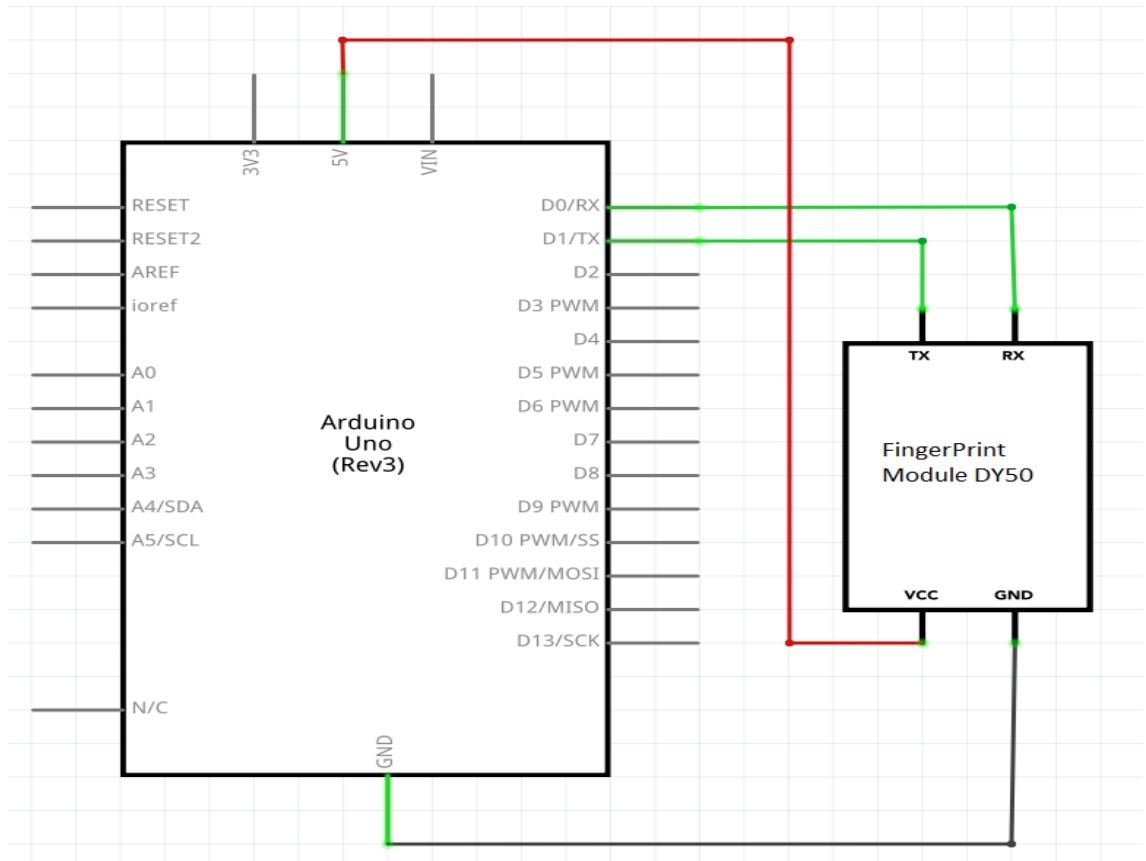 3V3
5V
VIN
RESET
D0/RX
RESET2
D1/TX
AREF
D2
ioref
D3 PWM
D4
TX
RX
A0
D5 PWM
A1
D6 PWM
Arduino
Uno
(Rev3)
A2
D7
FingerPrint
Module DY50
A3
D8
A4/SDA
D9 PWM
A5/SCL
D10 PWM/SS
D11 PWM/MOSI
VCC
GND
D12/MISO
D13/SCK
N/C
GND